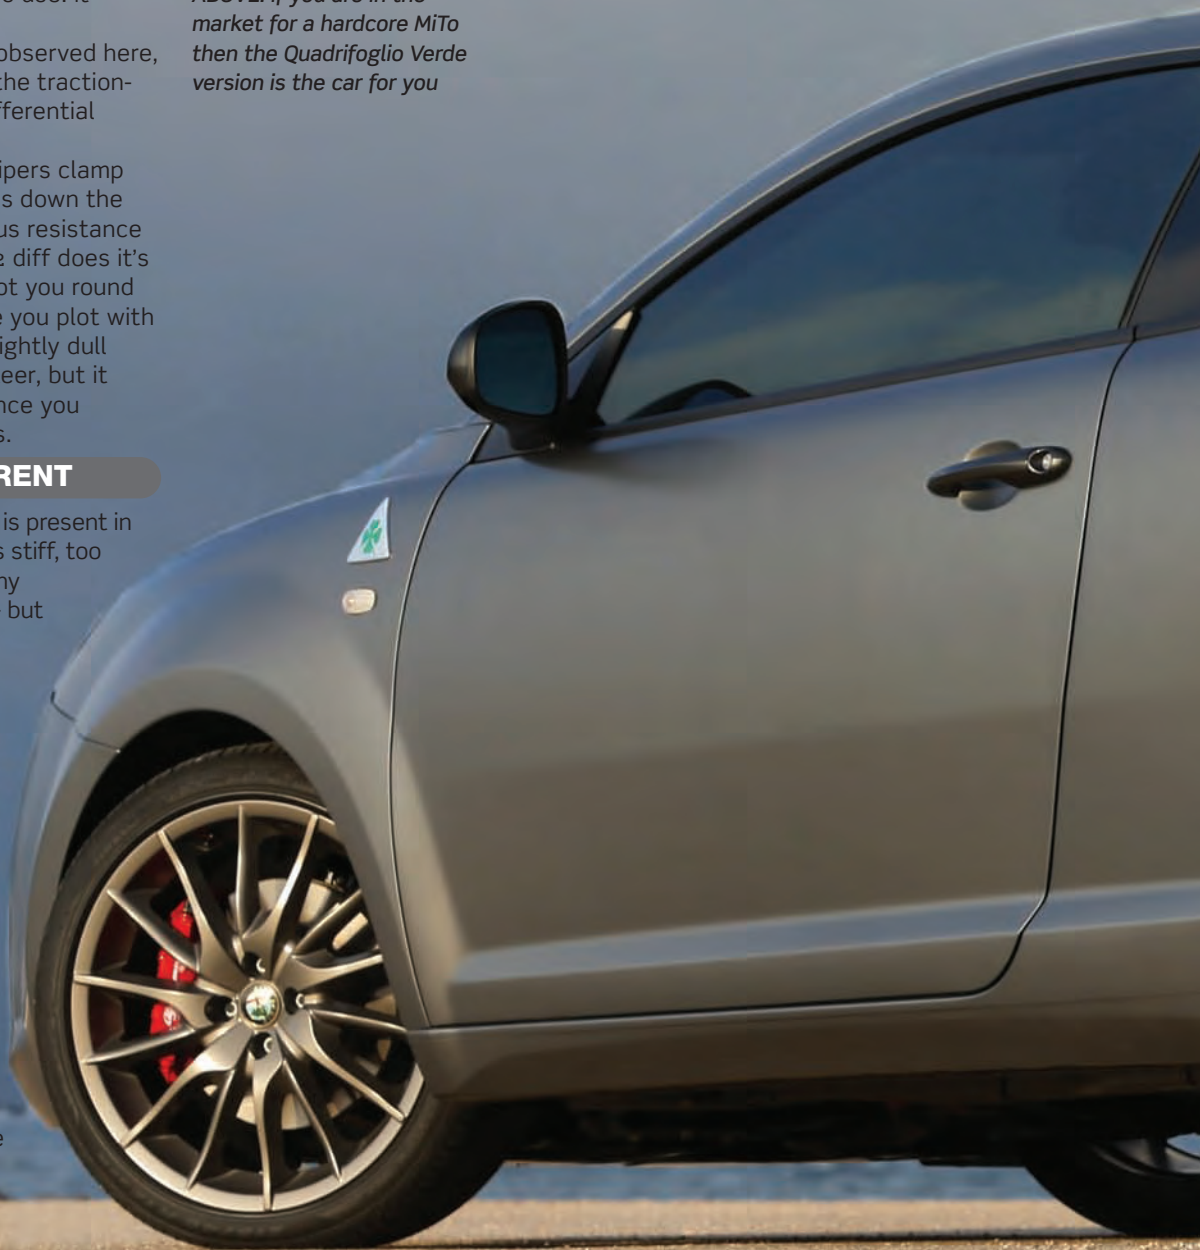 observed here,
the traction-
fferential
ipers clamp
s down the
us resistance
e diff does it's
ot you round
e you plot with
ightly dull
eer, but it
nce you
s.
RENT
is present in
s stiff, too
ny
but
e
market for a hardcore MiTo
then the Quadrifoglio Verde
version is the car for you